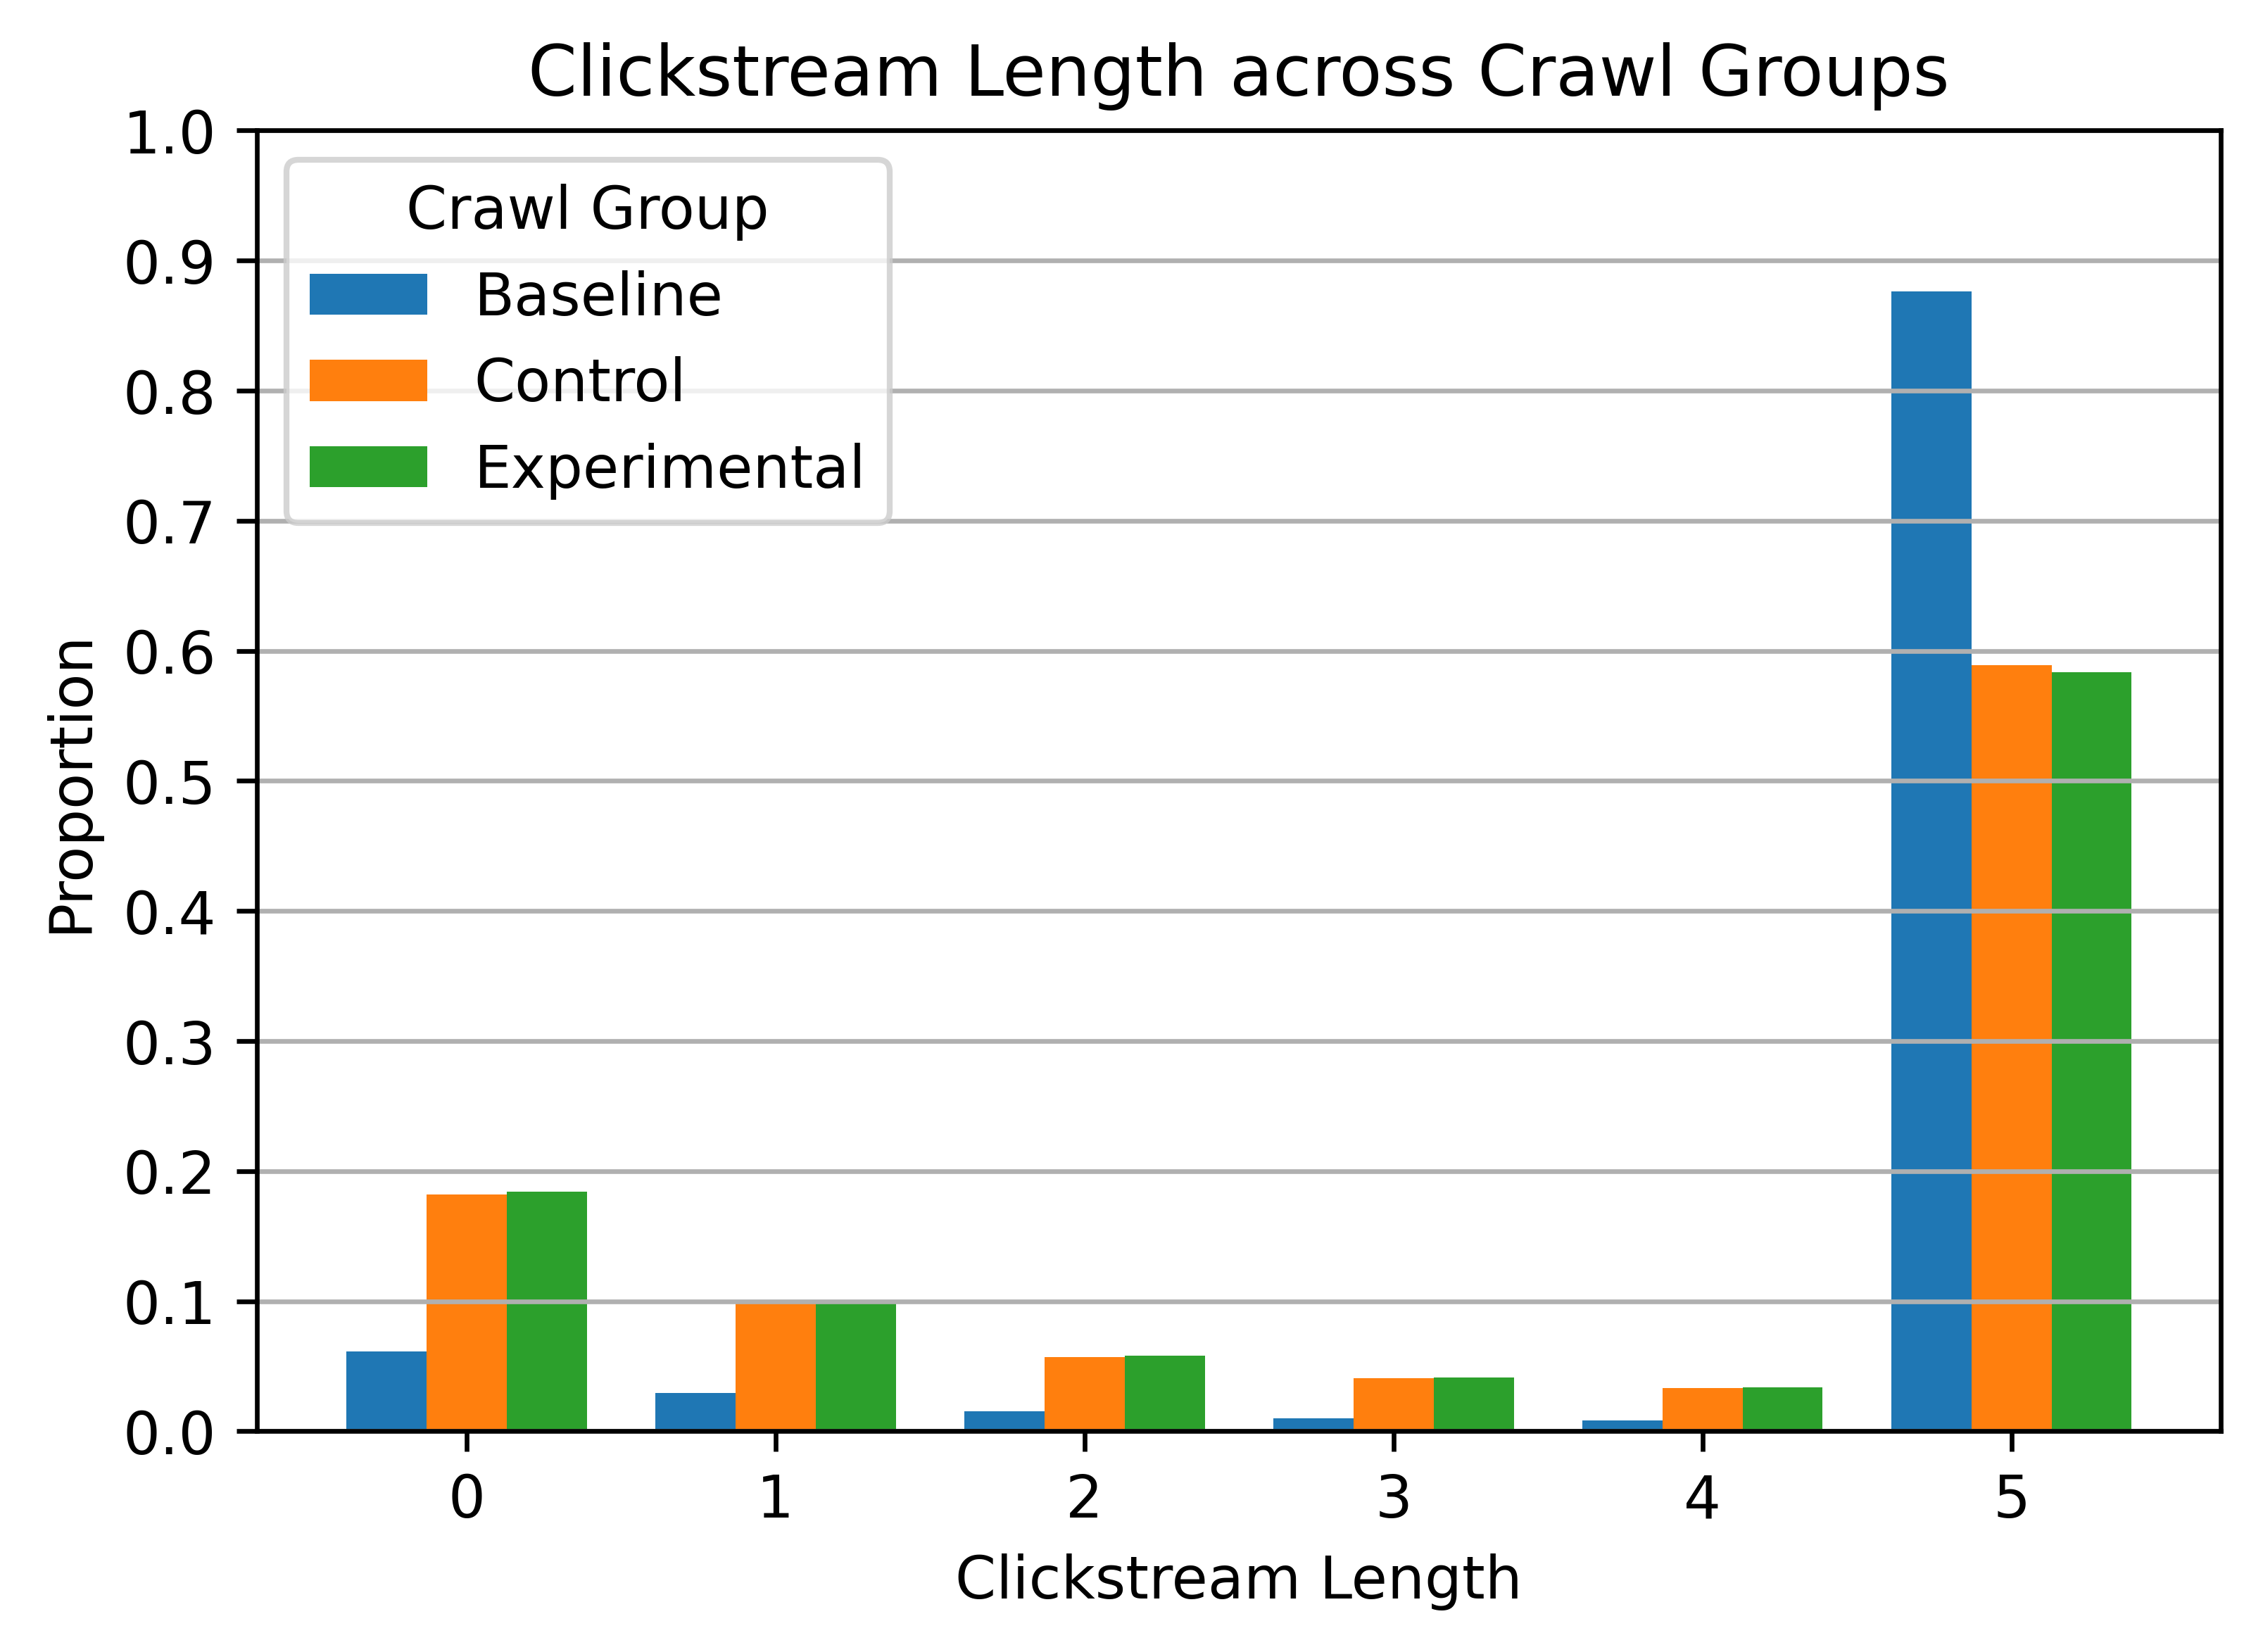 Clickstream Length across Crawl Groups
1.0
0.9
0.8
0.7
0.6
0.5
0.4
0.3
0.2
0.1
0.0
Proportion
Crawl Group
Baseline
Control
Experimental
0 1 2 3 4 5
Clickstream Length